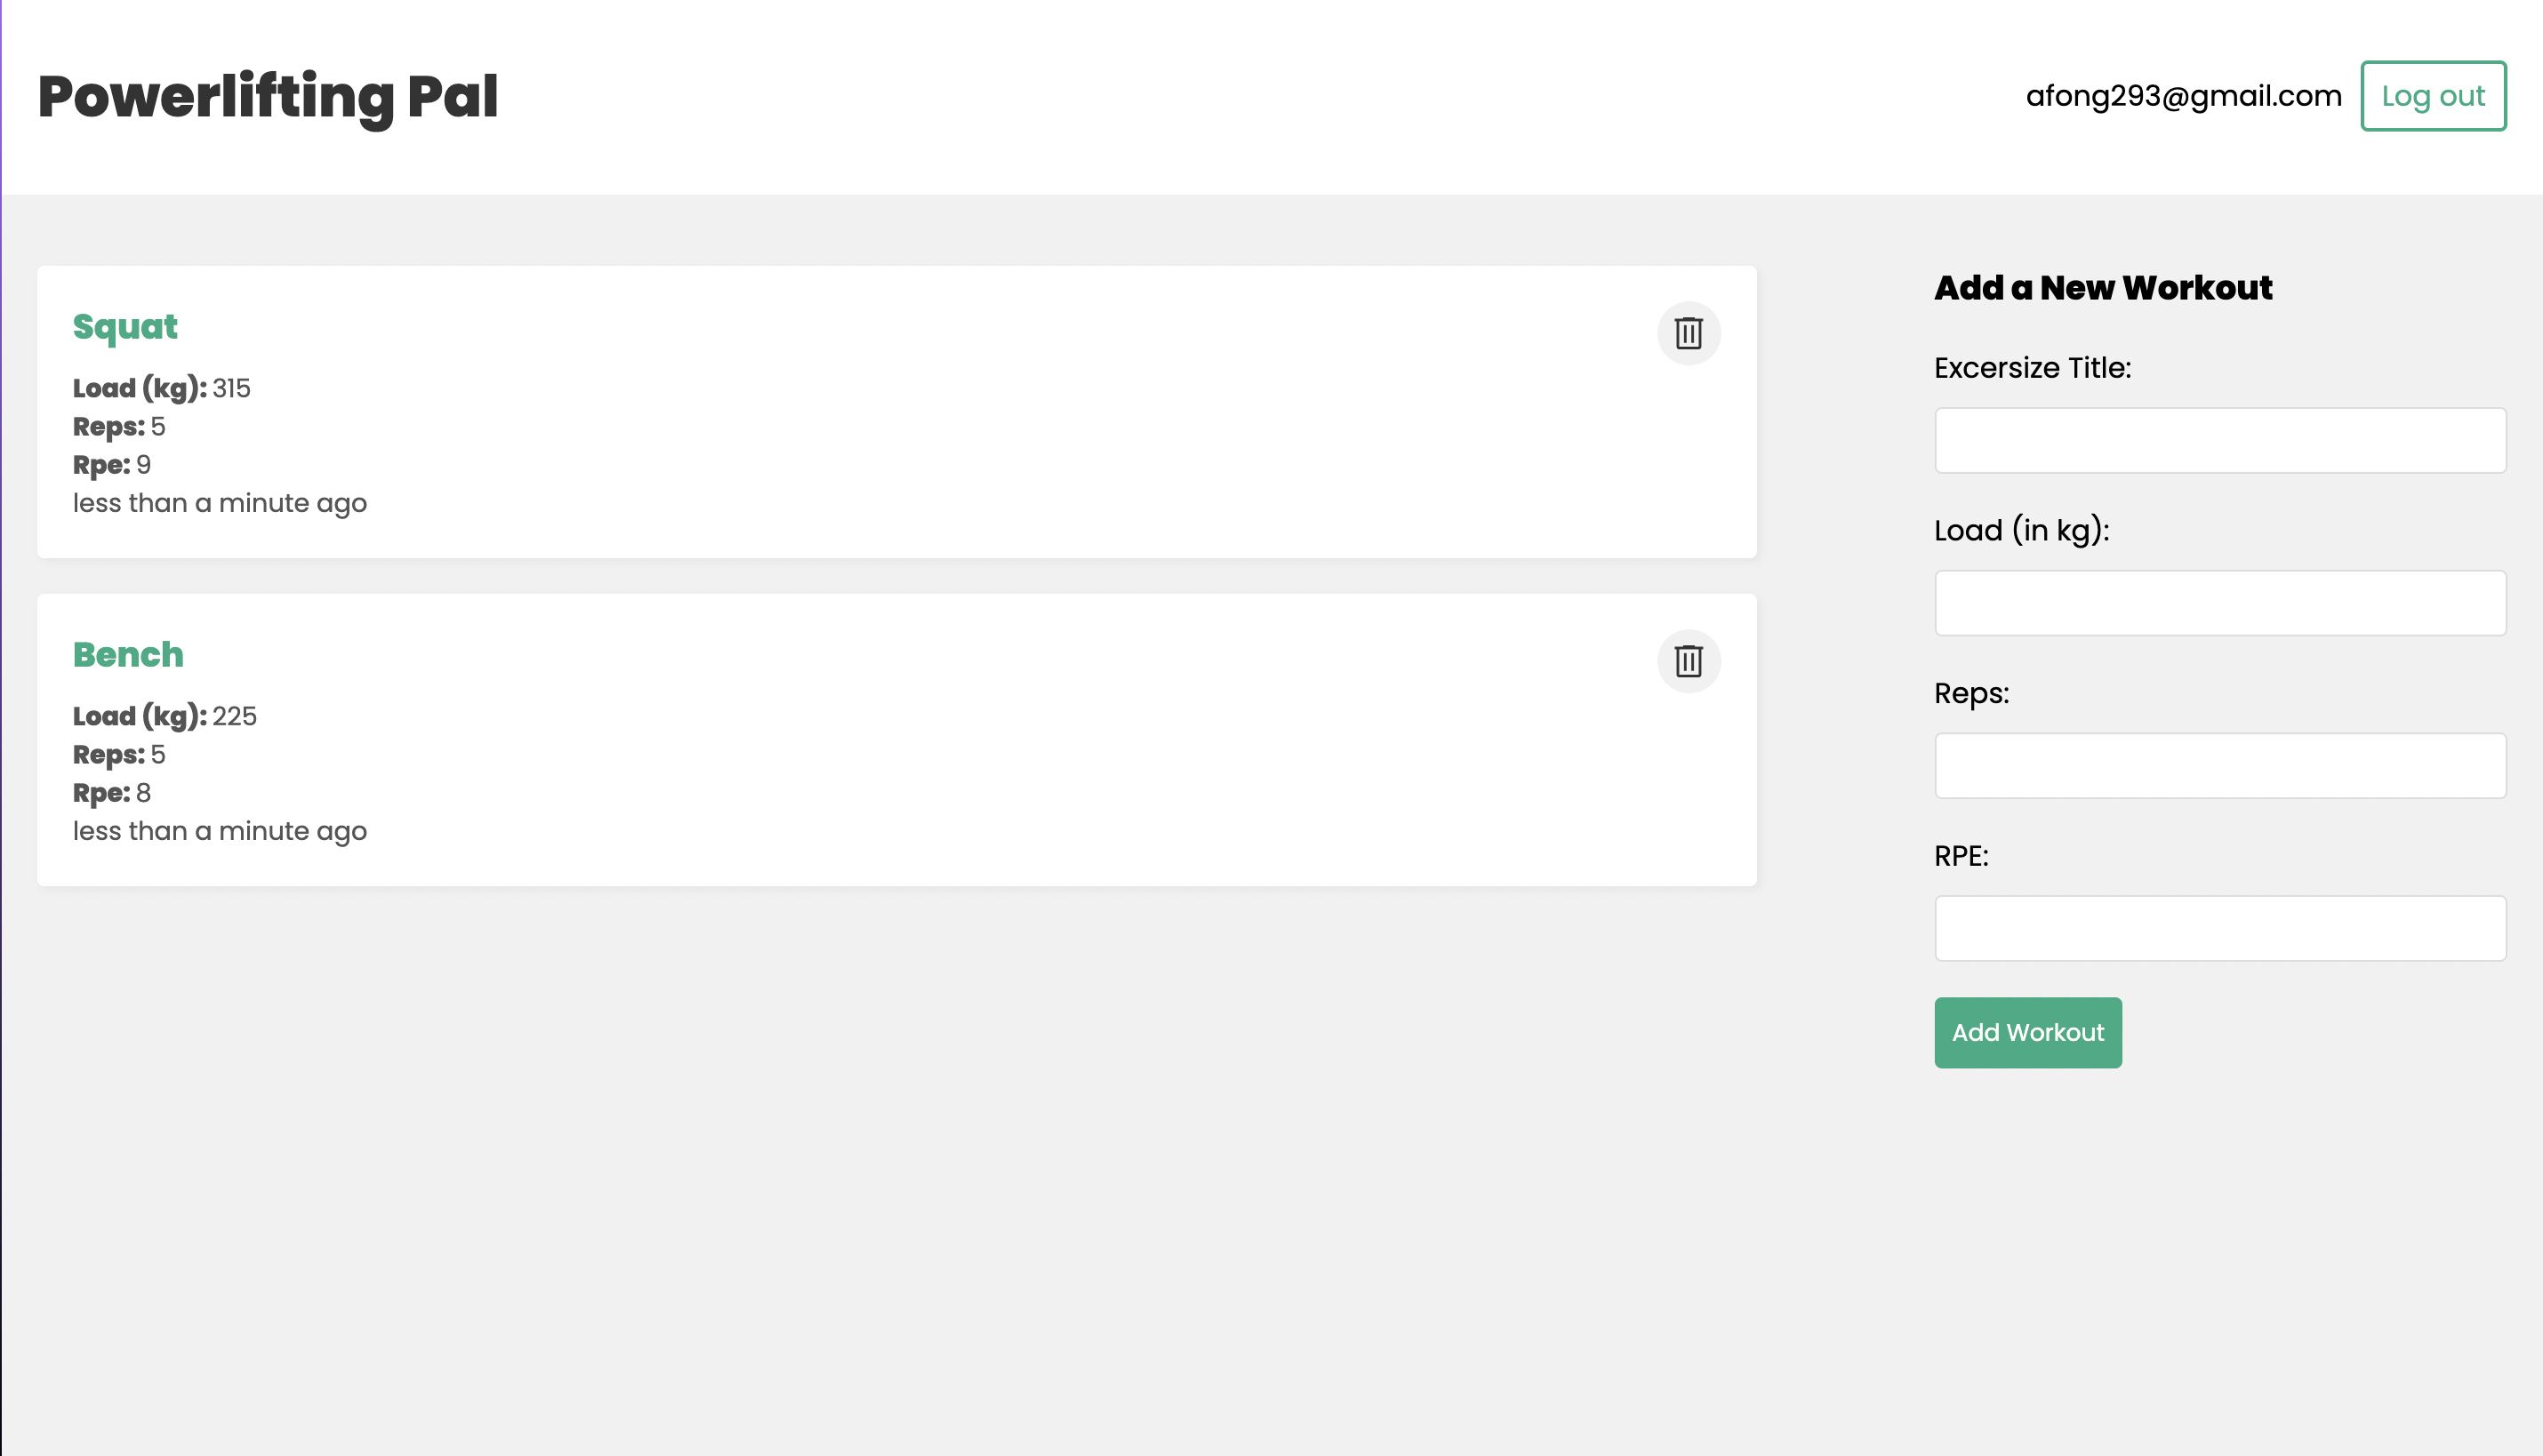 Powerlifting Pal
afong293@gmail.com
Log out
Squat
Load (kg): 315
Reps: 5
Rpe: 9
less than a minute ago
Bench
Load (kg): 225
Reps: 5
Rpe: 8
less than a minute ago
Add a New Workout
Excersize Title:
Load (in kg):
Reps:
RPE:
Add Workout